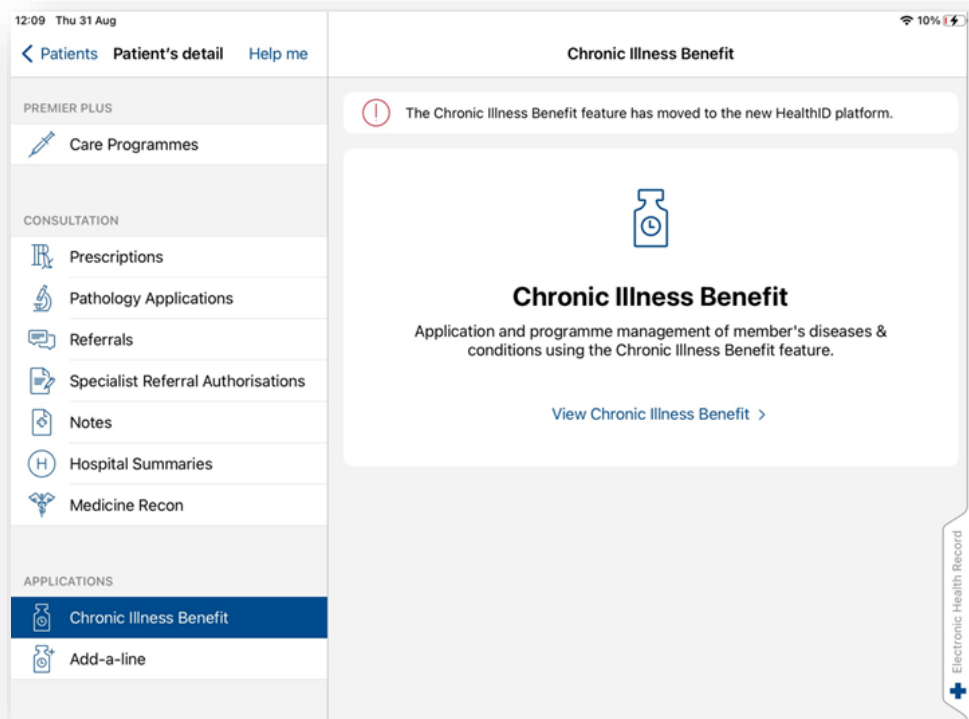 12:09 Thu 31 Aug
10%
Patients Patient's detail Help me
Chronic Illness Benefit
PREMIER PLUS
Care Programmes
CONSULTATION
Prescriptions
Pathology Applications
Referrals
Specialist Referral Authorisations
Notes
H Hospital Summaries
Medicine Recon
APPLICATIONS
Chronic Illness Benefit
Add-a-line
The Chronic Illness Benefit feature has moved to the new HealthID platform.
Chronic Illness Benefit
Application and programme management of member's diseases &
conditions using the Chronic Illness Benefit feature.
View Chronic Illness Benefit >
Electronic Health Record